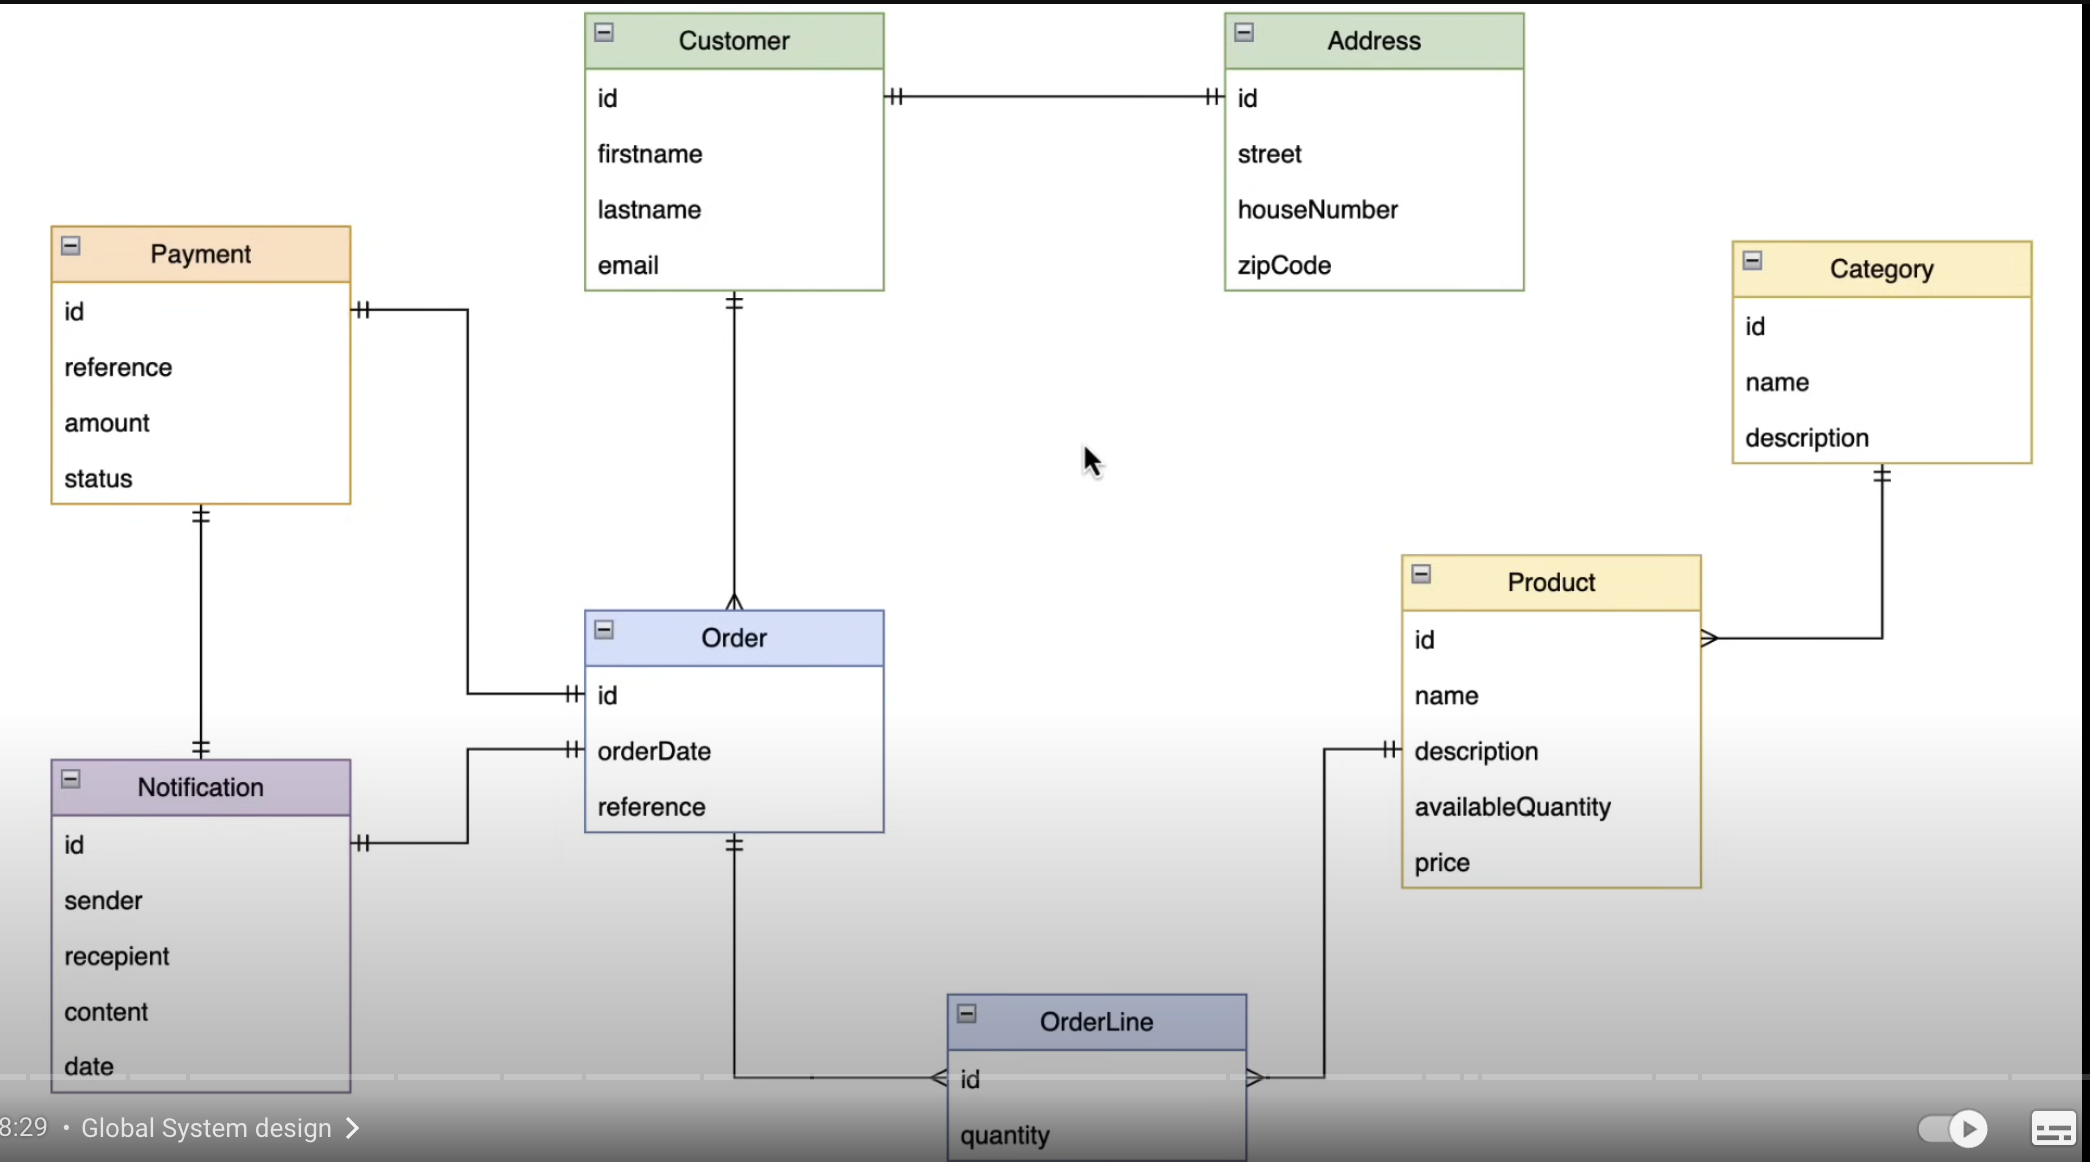 Customer
id
firstname
lastname
email
Address
id
street
houseNumber
zipCode
Payment
id
reference
amount
status
Category
id
name
description
Product
id
name
description
availableQuantity
price
Order
id
orderDate
reference
Notification
id
sender
recepient
content
date
OrderLine
id
quantity
8:29 • Global System design